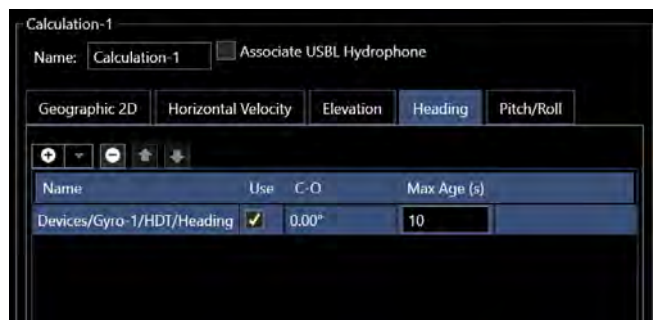 Calculation-1
Name: Calculation-1 Associate USBL Hydrophone
Geographic 2D Horizontal Velocity Elevation Heading Pitch/Roll
Name Use C-O Max Age (s)
Devices/Gyro-1/HDT/Heading 0.00° 10